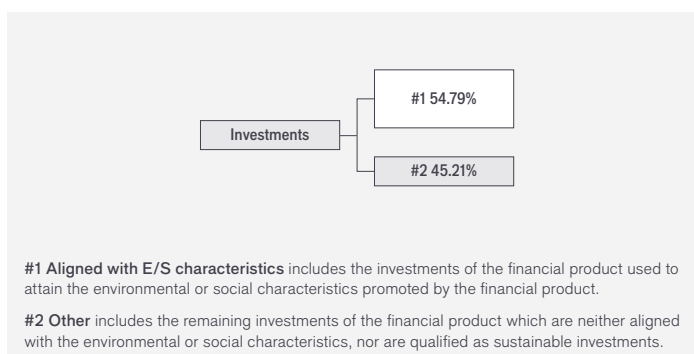 #1 54.79%
Investments
#2 45.21%
#1 Aligned with E/S characteristics includes the investments of the financial product used to
attain the environmental or social characteristics promoted by the financial product.
#2 Other includes the remaining investments of the financial product which are neither aligned
with the environmental or social characteristics, nor are qualified as sustainable investments.